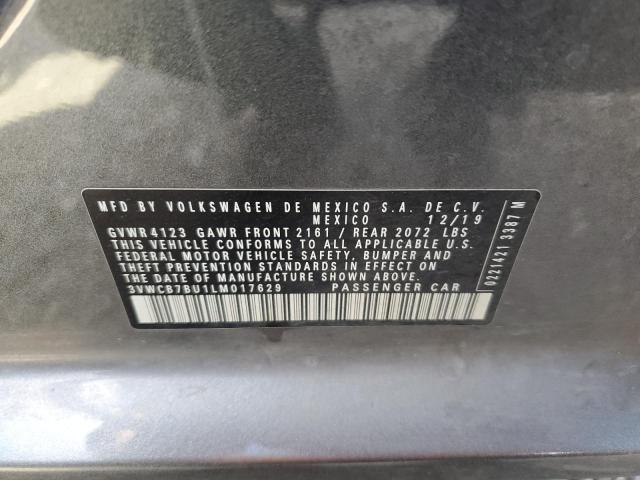 MFD BY VOLKSWAGEN DE MEXICO S.A. DE C.V.
MEXICO 12/19
GVWR 4123 GAWR FRONT 2161 / REAR 2072 LBS
THIS VEHICLE CONFORMS TO ALL APPLICABLE U.S.
FEDERAL MOTOR VEHICLE SAFETY, BUMPER AND
THEFT PREVENTION STANDARDS IN EFFECT ON THE
DATE OF MANUFACTURE SHOWN ABOVE.
3VWCB7BU1LM017629 PASSENGER CAR
0221421 3387 M